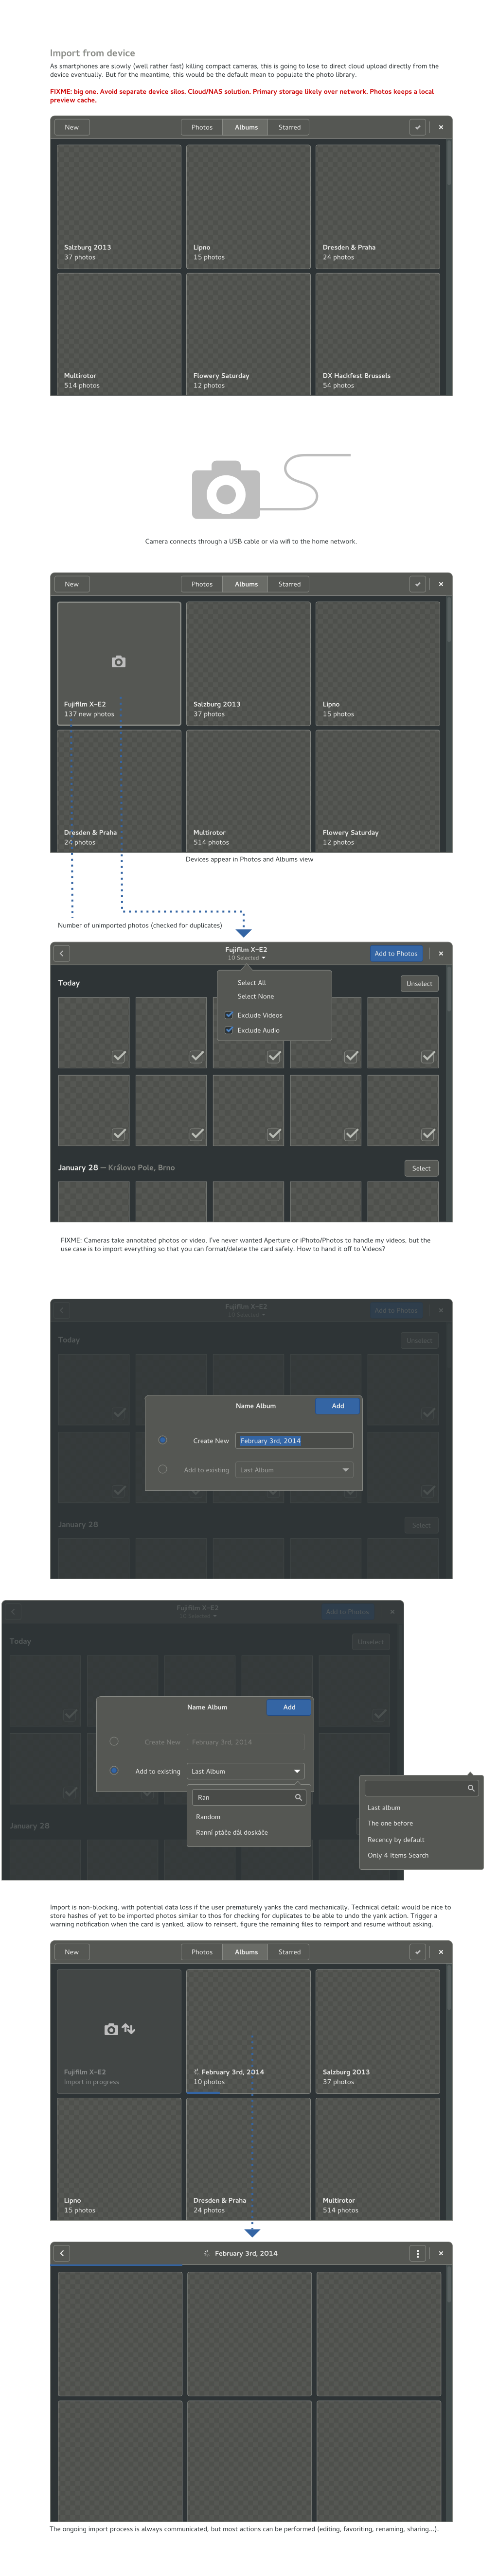 Import from device
As smartphones are slowly (well rather fast) killing compact cameras, this is going to lose to direct cloud upload directly from the
device eventually. But for the meantime, this would be the default mean to populate the photo library.
FIXME: big one. Avoid separate device silos. Cloud/NAS solution. Primary storage likely over network. Photos keeps a local
preview cache.
New Photos Albums Starred
Salzburg 2013 Lipno Dresden & Praha
37 photos 15 photos 24 photos
Multirotor Flowery Saturday DX Hackfest Brussels
514 photos 12 photos 54 photos
Camera connects through a USB cable or via wifi to the home network.
New Photos Albums Starred
Fujifilm X-E2 Salzburg 2013 Lipno
137 new photos 37 photos 15 photos
Dresden & Praha Multirotor Flowery Saturday
24 photos 514 photos 12 photos
Devices appear in Photos and Albums view
Number of unimported photos (checked for duplicates)
Fujifilm X-E2
10 Selected
Add to Photos
Today
Unselect
Select All
Select None
Exclude Videos
Exclude Audio
January 28 — Královo Pole, Brno
Select
FIXME: Cameras take annotated photos or video. I've never wanted Aperture or iPhoto/Photos to handle my videos, but the
use case is to import everything so that you can format/delete the card safely. How to hand it off to Videos?
Fujifilm X-E2
10 Selected
Add to Photos
Today
Unselect
Name Album Add
Create New February 3rd, 2014
Add to existing Last Album
January 28
Select
Fujifilm X-E2
10 Selected
Add to Photos
Today
Unselect
Name Album Add
Create New February 3rd, 2014
Add to existing Last Album
Ran
Random
Ranní ptáče dál doskáče
January 28
Last album
The one before
Recency by default
Only 4 Items Search
Import is non-blocking, with potential data loss if the user prematurely yanks the card mechanically. Technical detail: would be nice to
store hashes of yet to be imported photos similar to thos for checking for duplicates to be able to undo the yank action. Trigger a
warning notification when the card is yanked, allow to reinsert, figure the remaining files to reimport and resume without asking.
New Photos Albums Starred
Fujifilm X-E2 February 3rd, 2014 Salzburg 2013
Import in progress 10 photos 37 photos
Lipno Dresden & Praha Multirotor
15 photos 24 photos 514 photos
February 3rd, 2014
The ongoing import process is always communicated, but most actions can be performed (editing, favoriting, renaming, sharing...).